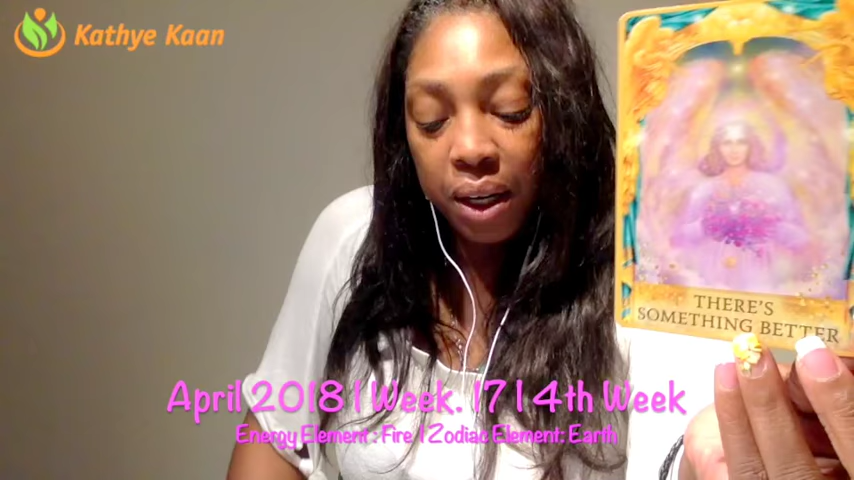 Kathye Kaan
THERE'S
SOMETHING BETTER
April 2018 | Week. 17 | 4th Week
Energy Element : Fire | Zodiac Element: Earth